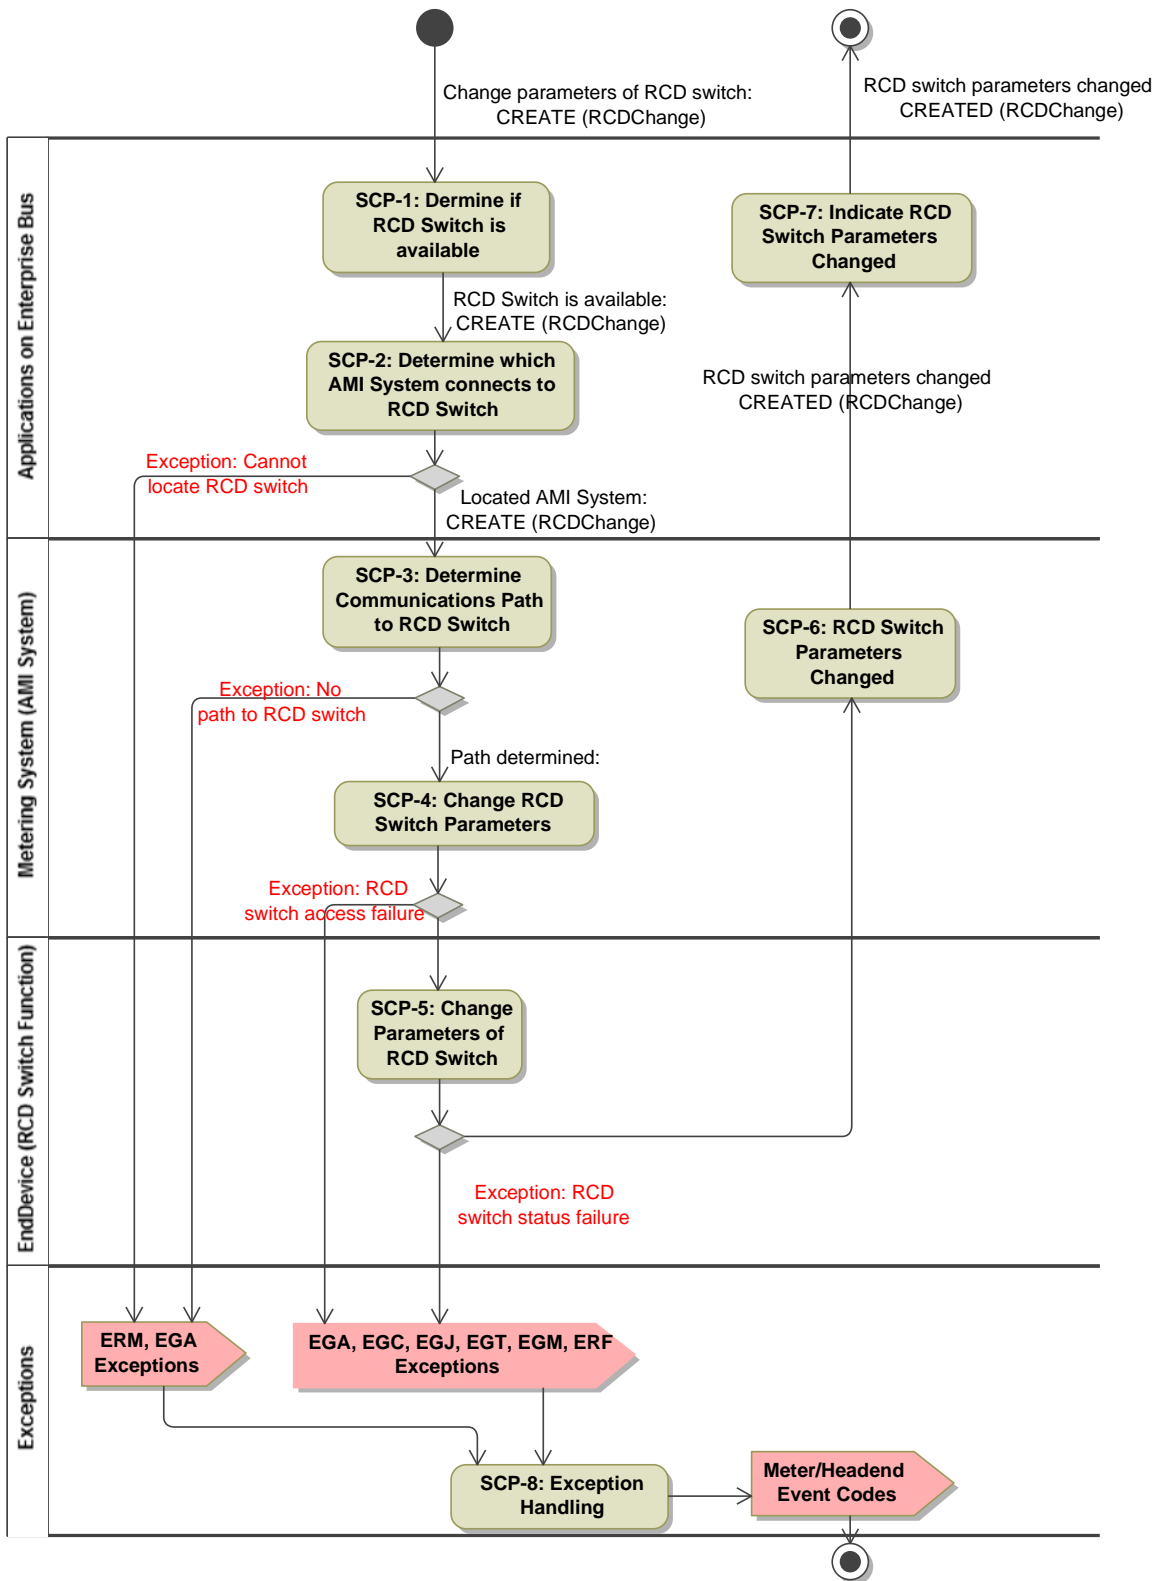 Change parameters of RCD switch:
CREATE (RCDChange)
RCD switch parameters changed
CREATED (RCDChange)
Applications on Enterprise Bus
SCP-1: Dermine if
RCD Switch is
available
SCP-7: Indicate RCD
Switch Parameters
Changed
RCD Switch is available:
CREATE (RCDChange)
SCP-2: Determine which
AMI System connects to
RCD Switch
RCD switch parameters changed
CREATED (RCDChange)
Exception: Cannot
locate RCD switch
Located AMI System:
CREATE (RCDChange)
Metering System (AMI System)
SCP-3: Determine
Communications Path
to RCD Switch
SCP-6: RCD Switch
Parameters
Changed
Exception: No
path to RCD switch
Path determined:
SCP-4: Change RCD
Switch Parameters
Exception: RCD
switch access failure
EndDevice (RCD Switch Function)
SCP-5: Change
Parameters of
RCD Switch
Exception: RCD
switch status failure
Exceptions
ERM, EGA
Exceptions
EGA, EGC, EGJ, EGT, EGM, ERF
Exceptions
SCP-8: Exception
Handling
Meter/Headend
Event Codes